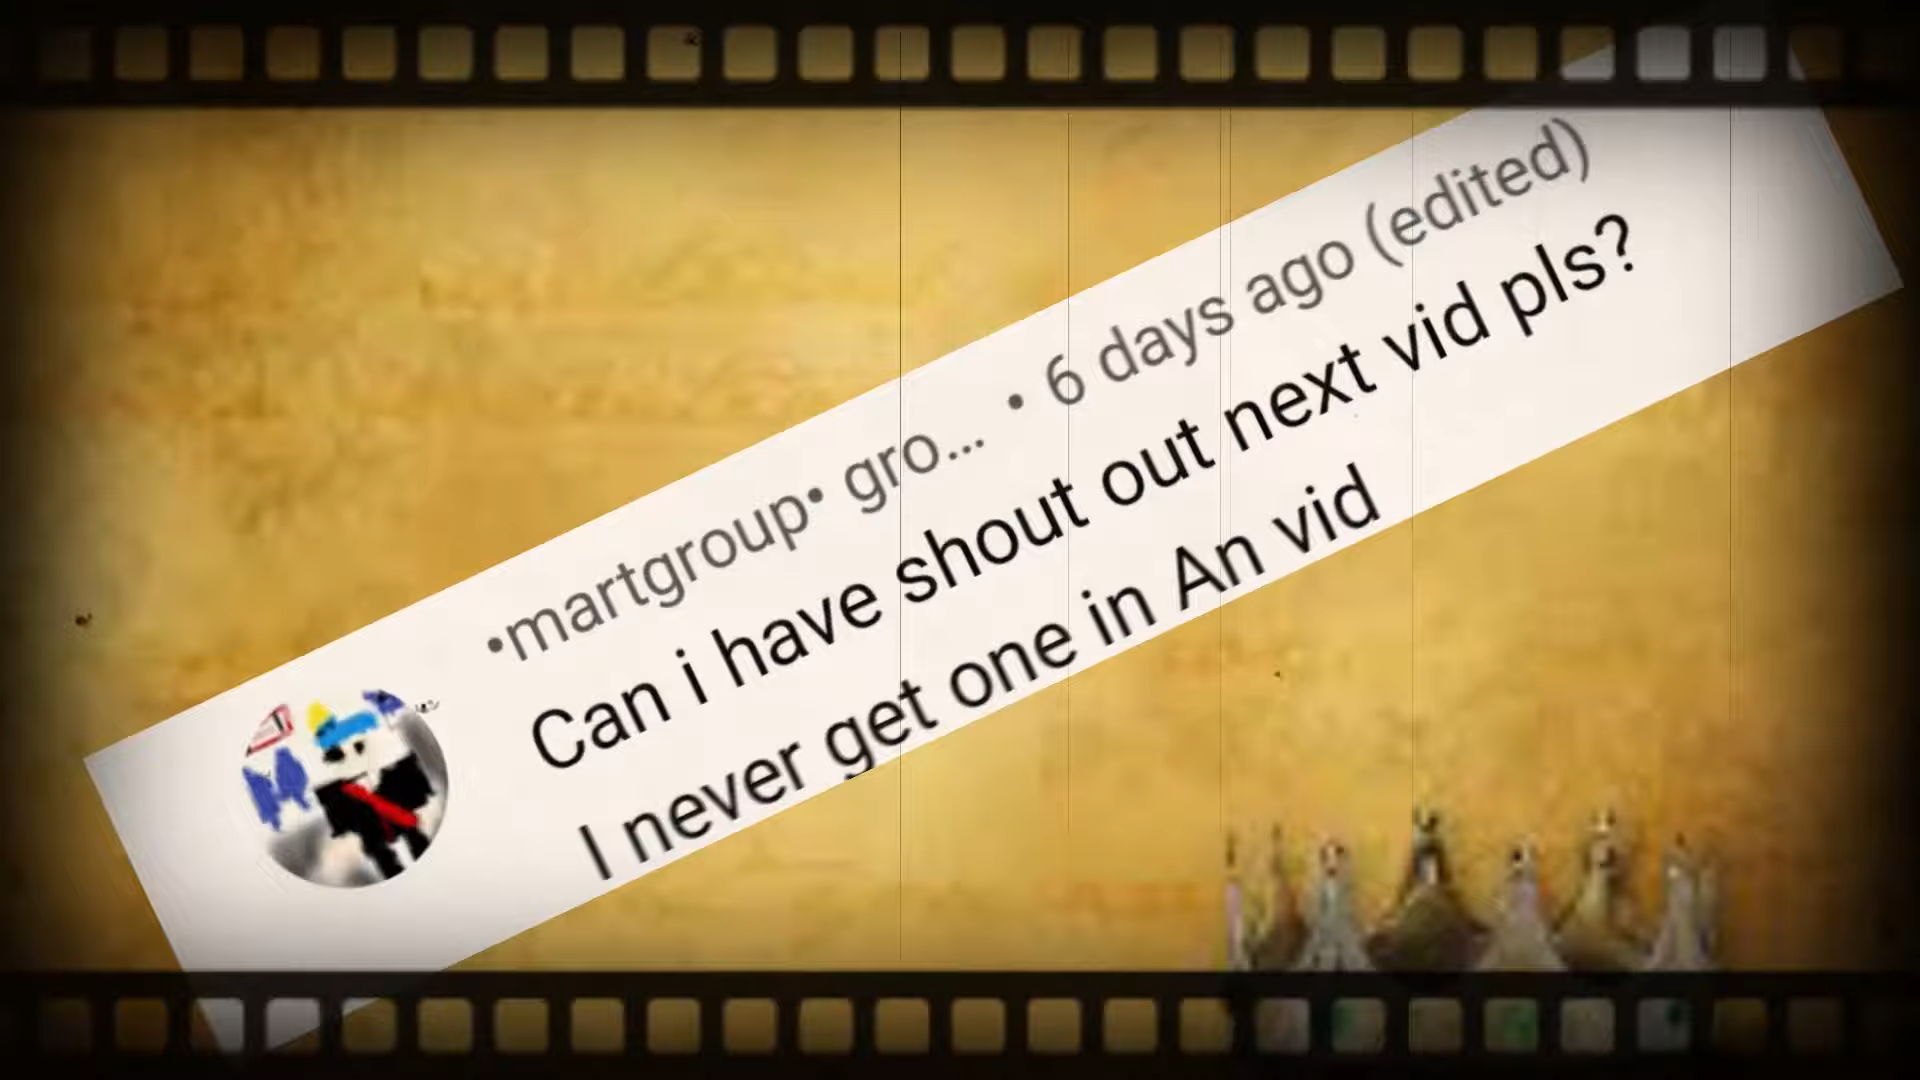 •martgroup• gro... • 6 days ago (edited)
Can i have shout out next vid pls?
I never get one in An vid